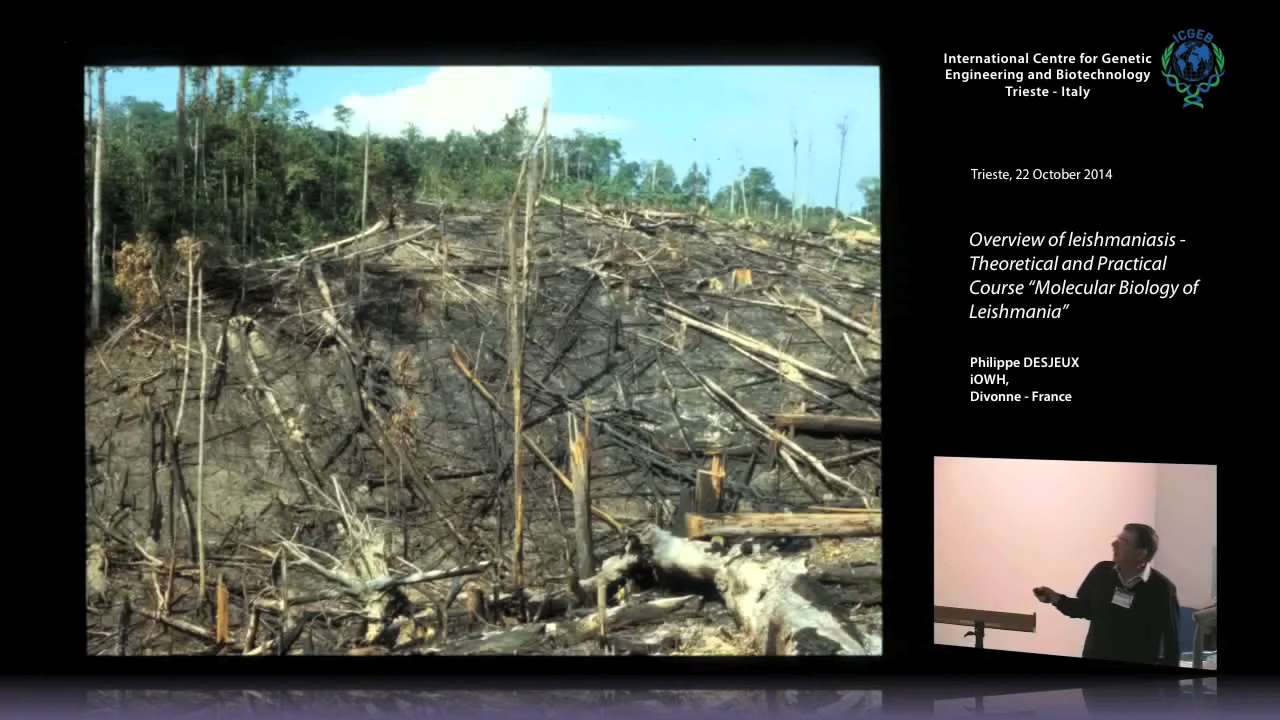 ICGEB
International Centre for Genetic
Engineering and Biotechnology
Trieste - Italy
Trieste, 22 October 2014
Overview of leishmaniasis -
Theoretical and Practical
Course “Molecular Biology of
Leishmania”
Philippe DESJEUX
iOWH,
Divonne - France